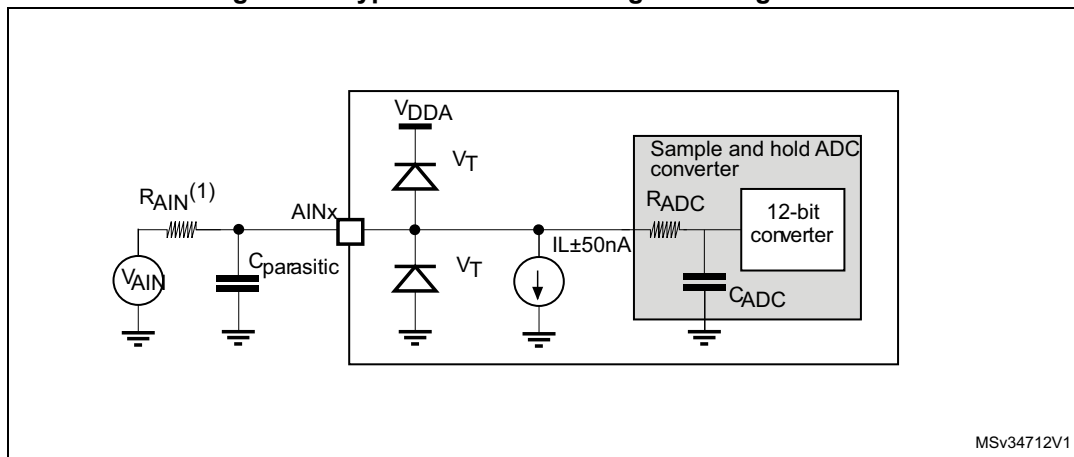 VDDA
Sample and hold ADC
converter
VT
RAIN(1)
RADC
AINx
12-bit
converter
IL±50nA
Cparasitic
VT
VAIN
CADC
MSv34712V1